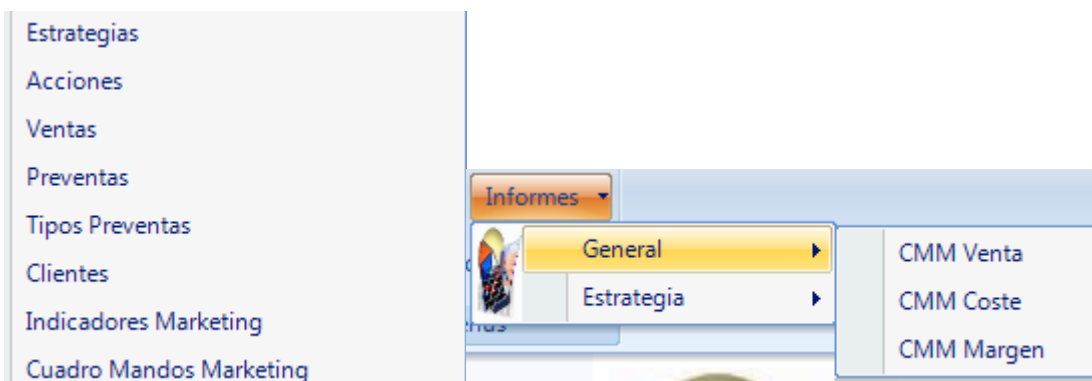 Estrategias
Acciones
Ventas
Preventas
Tipos Preventas
Clientes
Indicadores Marketing
Cuadro Mandos Marketing
Informes
General
Estrategia
CMM Venta
CMM Coste
CMM Margen